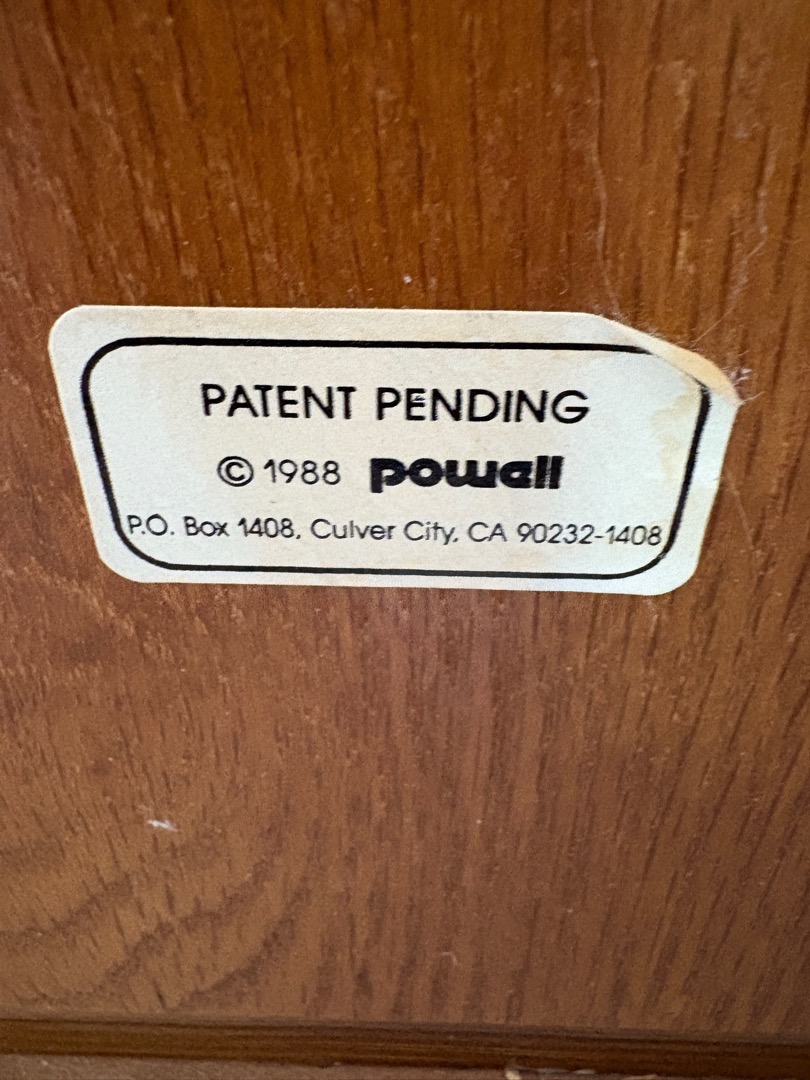 PATENT PENDING
© 1988 powell
P.O. Box 1408, Culver City, CA 90232-1408